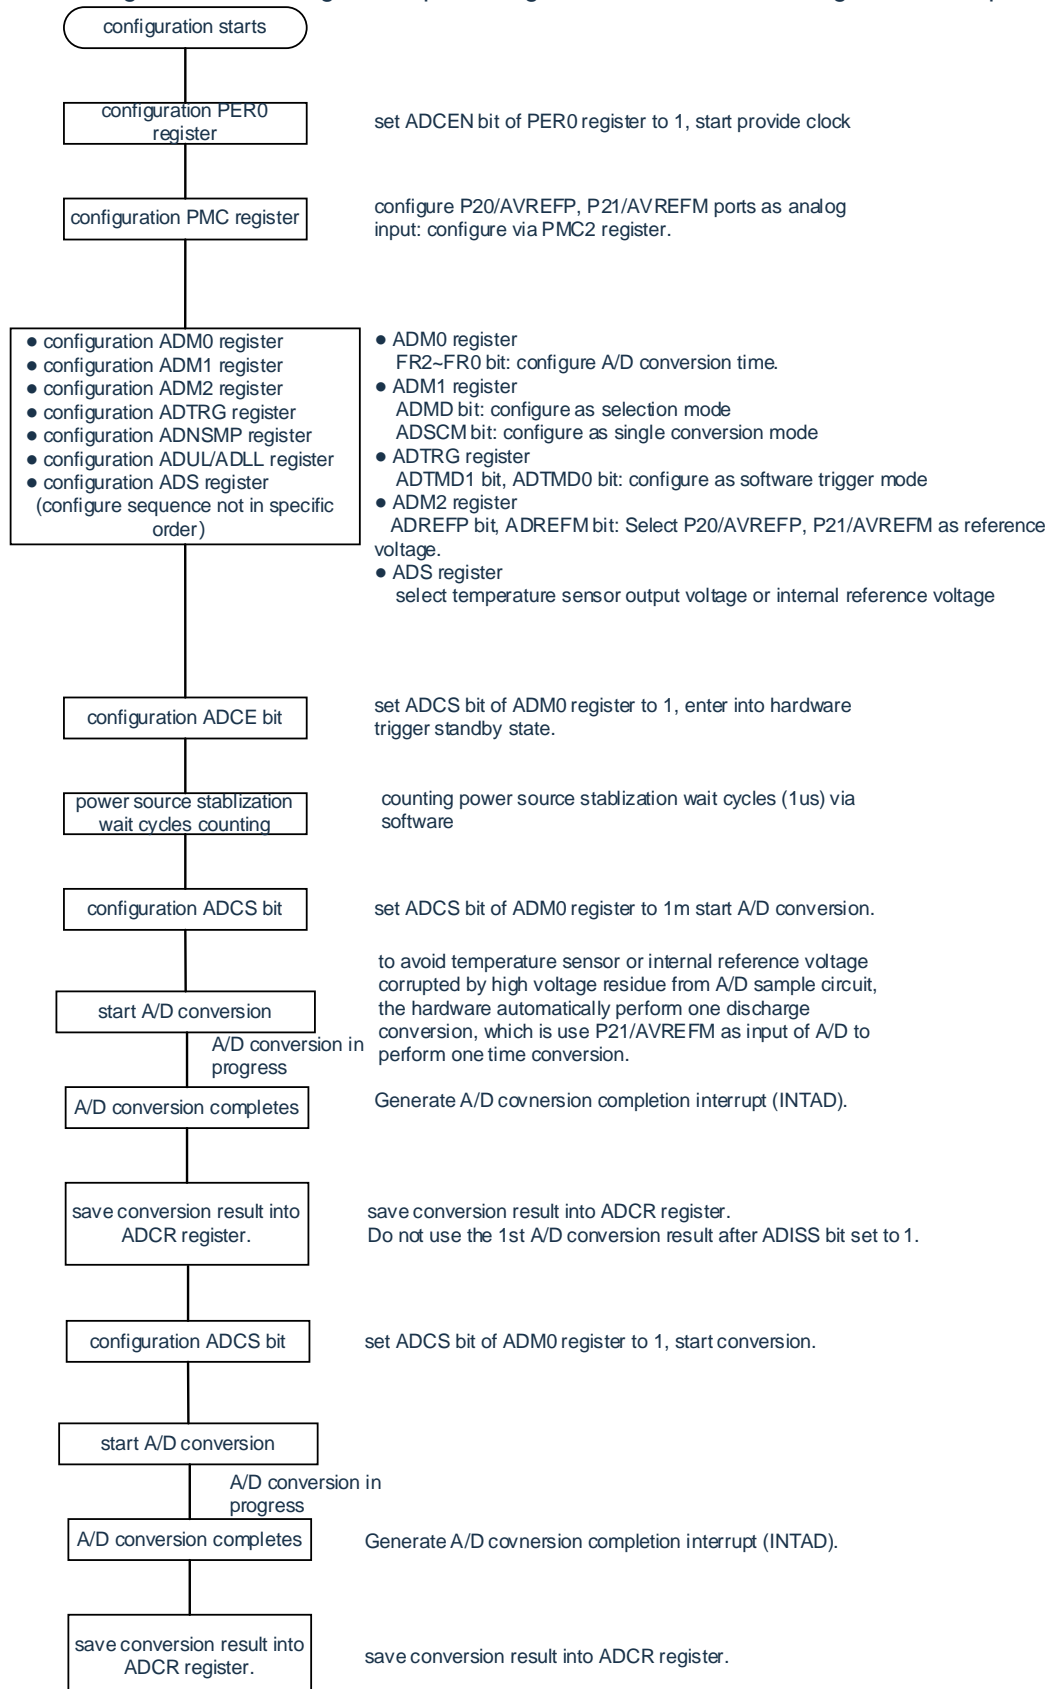 configuration starts
configuration PER0
register
set ADCEN bit of PER0 register to 1, start provide clock
configuration PMC register
configure P20/AVREFP, P21/AVREFM ports as analog
input: configure via PMC2 register.
● configuration ADM0 register
● configuration ADM1 register
● configuration ADM2 register
● configuration ADTRG register
● configuration ADNSMP register
● configuration ADUL/ADLL register
● configuration ADS register
(configure sequence not in specific
order)
● ADM0 register
FR2~FR0 bit: configure A/D conversion time.
● ADM1 register
ADMD bit: configure as selection mode
ADSCM bit: configure as single conversion mode
● ADTRG register
ADTMD1 bit, ADTMD0 bit: configure as software trigger mode
● ADM2 register
ADREFP bit, ADREFM bit: Select P20/AVREFP, P21/AVREFM as reference
voltage.
● ADS register
select temperature sensor output voltage or internal reference voltage
configuration ADCE bit
set ADCS bit of ADM0 register to 1, enter into hardware
trigger standby state.
power source stablization
wait cycles counting
counting power source stablization wait cycles (1us) via
software
configuration ADCS bit
set ADCS bit of ADM0 register to 1m start A/D conversion.
start A/D conversion
to avoid temperature sensor or internal reference voltage
corrupted by high voltage residue from A/D sample circuit,
the hardware automatically perform one discharge
conversion, which is use P21/AVREFM as input of A/D to
perform one time conversion.
A/D conversion in
progress
A/D conversion completes
Generate A/D covnersion completion interrupt (INTAD).
save conversion result into
ADCR register.
save conversion result into ADCR register.
Do not use the 1st A/D conversion result after ADISS bit set to 1.
configuration ADCS bit
set ADCS bit of ADM0 register to 1, start conversion.
start A/D conversion
A/D conversion in
progress
A/D conversion completes
Generate A/D covnersion completion interrupt (INTAD).
save conversion result into
ADCR register.
save conversion result into ADCR register.